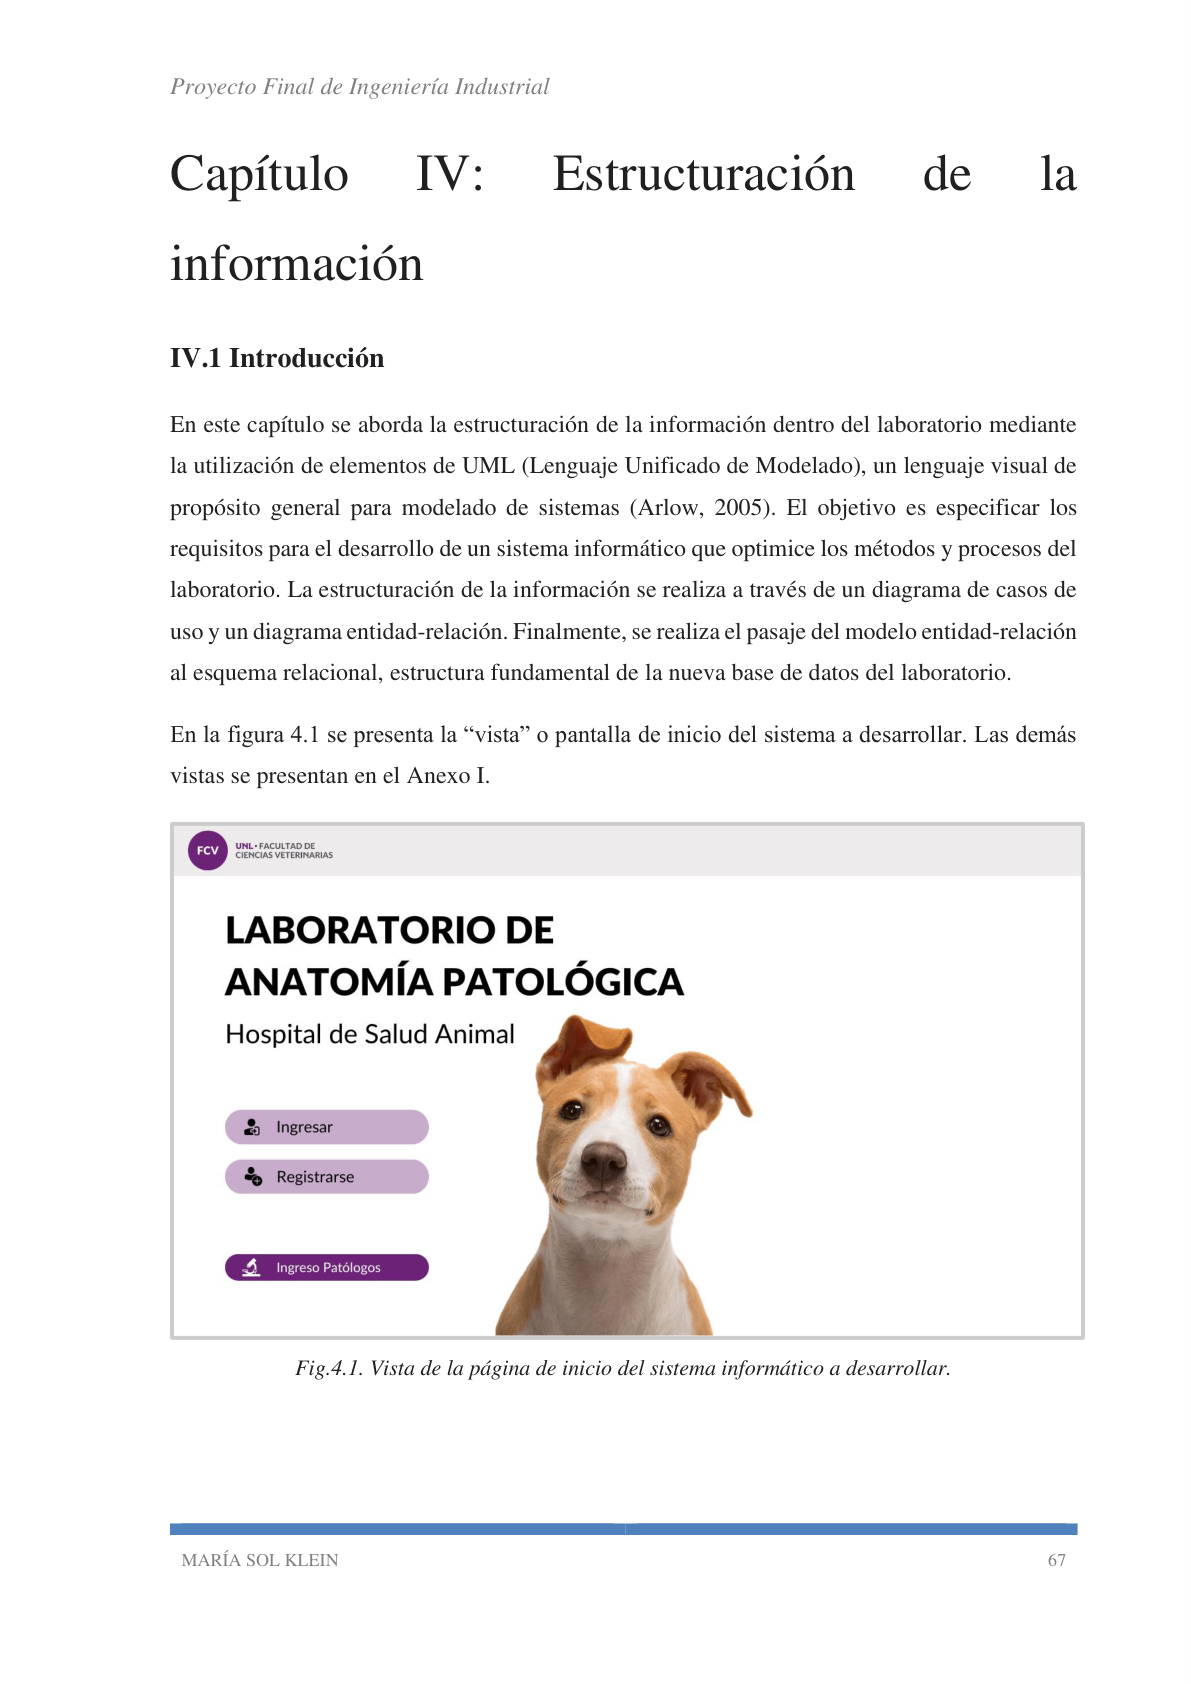 Proyecto Final de Ingeniería Industrial
Capítulo IV: Estructuración de la
información
IV.1 Introducción
En este capítulo se aborda la estructuración de la información dentro del laboratorio mediante
la utilización de elementos de UML (Lenguaje Unificado de Modelado), un lenguaje visual de
propósito general para modelado de sistemas (Arlow, 2005). El objetivo es especificar los
requisitos para el desarrollo de un sistema informático que optimice los métodos y procesos del
laboratorio. La estructuración de la información se realiza a través de un diagrama de casos de
uso y un diagrama entidad-relación. Finalmente, se realiza el pasaje del modelo entidad-relación
al esquema relacional, estructura fundamental de la nueva base de datos del laboratorio.
En la figura 4.1 se presenta la “vista” o pantalla de inicio del sistema a desarrollar. Las demás
vistas se presentan en el Anexo I.
FCV
UNL • FACULTAD DE
CIENCIAS VETERINARIAS
LABORATORIO DE
ANATOMÍA PATOLÓGICA
Hospital de Salud Animal
Ingresar
Registrarse
Ingreso Patólogos
Fig.4.1. Vista de la página de inicio del sistema informático a desarrollar.
MARÍA SOL KLEIN 67